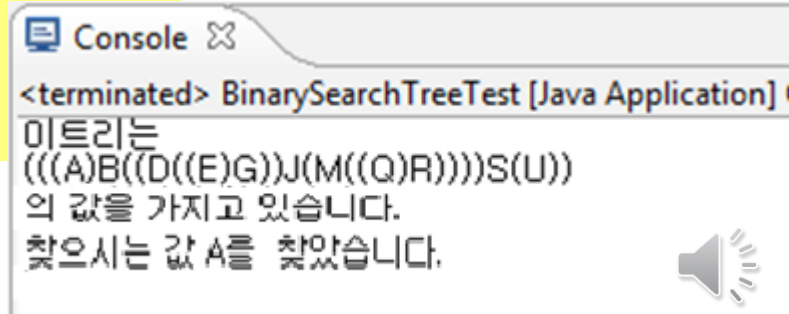 Console
<terminated> BinarySearchTreeTest [Java Application]
이트리는
(((A)B((D((E)G))J(M((Q)R))))S(U))
의 값을 가지고 있습니다.
찾으시는 값 A를 찾았습니다.